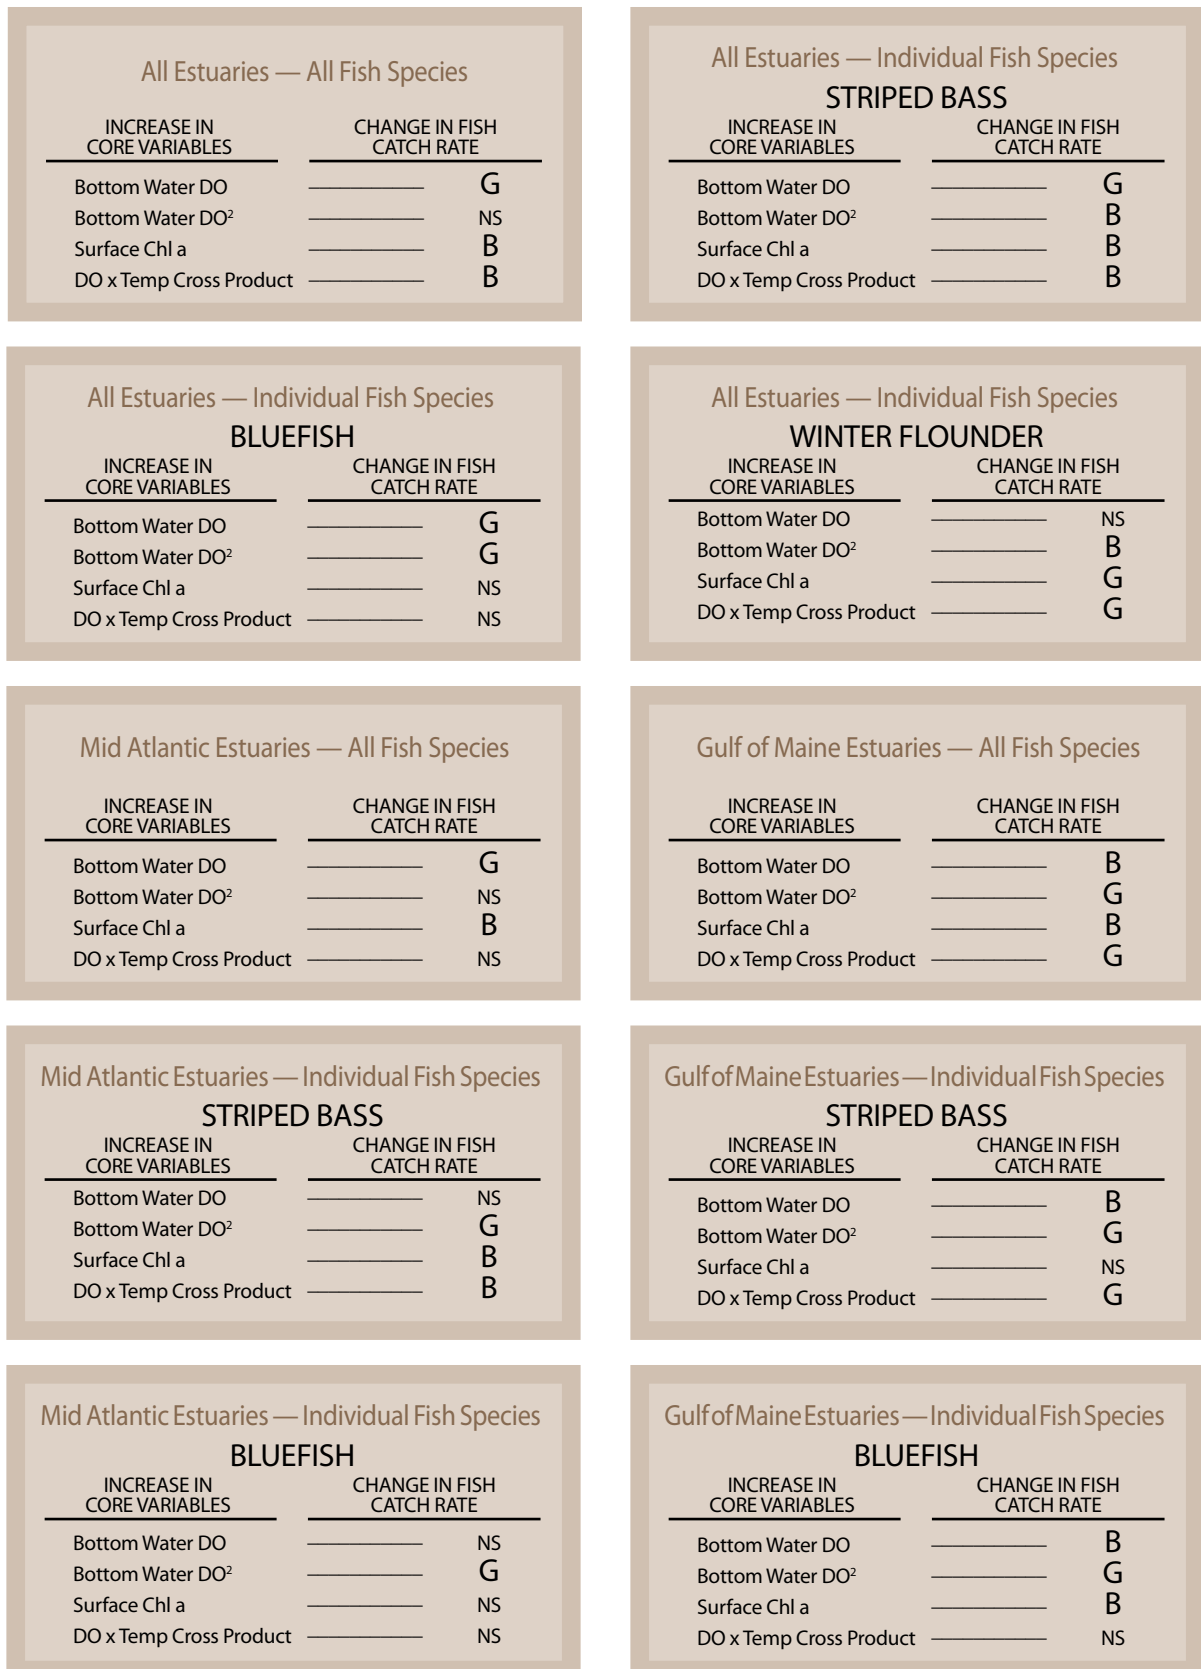 All Estuaries — All Fish Species
INCREASE IN CORE VARIABLES
CHANGE IN FISH CATCH RATE
Bottom Water DO G
Bottom Water DO² NS
Surface Chl a B
DO x Temp Cross Product B
All Estuaries — Individual Fish Species
STRIPED BASS
INCREASE IN CORE VARIABLES
CHANGE IN FISH CATCH RATE
Bottom Water DO G
Bottom Water DO² B
Surface Chl a B
DO x Temp Cross Product B
All Estuaries — Individual Fish Species
BLUEFISH
INCREASE IN CORE VARIABLES
CHANGE IN FISH CATCH RATE
Bottom Water DO G
Bottom Water DO² G
Surface Chl a NS
DO x Temp Cross Product NS
All Estuaries — Individual Fish Species
WINTER FLOUNDER
INCREASE IN CORE VARIABLES
CHANGE IN FISH CATCH RATE
Bottom Water DO NS
Bottom Water DO² B
Surface Chl a G
DO x Temp Cross Product G
Mid Atlantic Estuaries — All Fish Species
INCREASE IN CORE VARIABLES
CHANGE IN FISH CATCH RATE
Bottom Water DO G
Bottom Water DO² NS
Surface Chl a B
DO x Temp Cross Product NS
Gulf of Maine Estuaries — All Fish Species
INCREASE IN CORE VARIABLES
CHANGE IN FISH CATCH RATE
Bottom Water DO B
Bottom Water DO² G
Surface Chl a B
DO x Temp Cross Product G
Mid Atlantic Estuaries — Individual Fish Species
STRIPED BASS
INCREASE IN CORE VARIABLES
CHANGE IN FISH CATCH RATE
Bottom Water DO NS
Bottom Water DO² G
Surface Chl a B
DO x Temp Cross Product B
Gulf of Maine Estuaries — Individual Fish Species
STRIPED BASS
INCREASE IN CORE VARIABLES
CHANGE IN FISH CATCH RATE
Bottom Water DO B
Bottom Water DO² G
Surface Chl a NS
DO x Temp Cross Product G
Mid Atlantic Estuaries — Individual Fish Species
BLUEFISH
INCREASE IN CORE VARIABLES
CHANGE IN FISH CATCH RATE
Bottom Water DO NS
Bottom Water DO² G
Surface Chl a NS
DO x Temp Cross Product NS
Gulf of Maine Estuaries — Individual Fish Species
BLUEFISH
INCREASE IN CORE VARIABLES
CHANGE IN FISH CATCH RATE
Bottom Water DO B
Bottom Water DO² G
Surface Chl a B
DO x Temp Cross Product NS